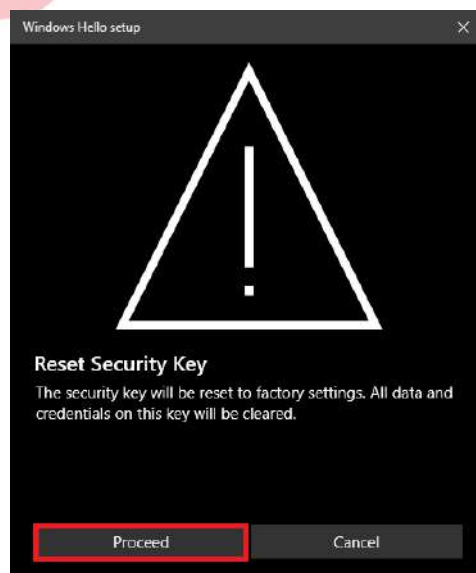 Windows Hello setup
Reset Security Key
The security key will be reset to factory settings. All data and
credentials on this key will be cleared.
Proceed
Cancel